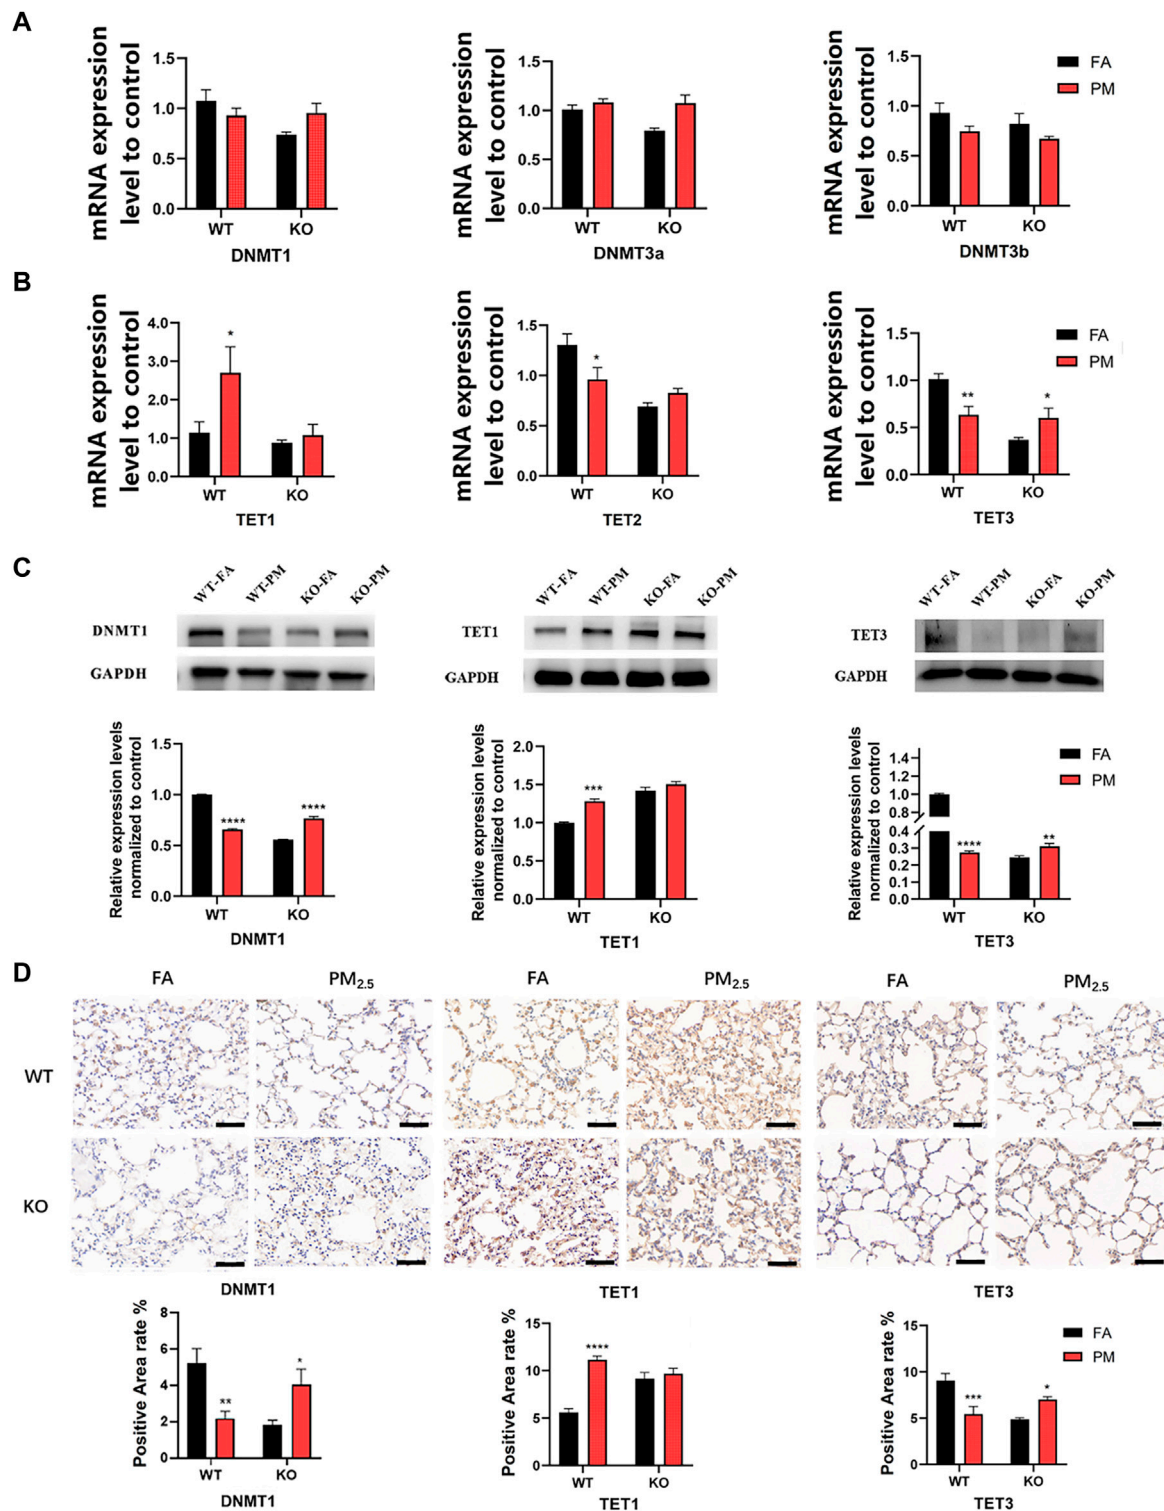 A
mRNA expression
level to control
1.5
1.0
0.5
0.0
WT
KO
DNMT1
mRNA expression
level to control
1.5
1.0
0.5
0.0
WT
KO
DNMT3a
mRNA expression
level to control
1.5
1.0
0.5
0.0
WT
KO
DNMT3b
FA
PM
B
mRNA expression
level to control
4.0
3.0
2.0
1.0
0.0
*
WT
KO
TET1
mRNA expression
level to control
1.5
1.0
0.5
0.0
*
WT
KO
TET2
mRNA expression
level to control
1.5
1.0
0.5
0.0
**
*
WT
KO
TET3
FA
PM
C
WT-FA
WT-PM
KO-FA
KO-PM
DNMT1
GAPDH
WT-FA
WT-PM
KO-FA
KO-PM
TET1
GAPDH
WT-FA
WT-PM
KO-FA
KO-PM
TET3
GAPDH
Relative expression levels
normalized to control
1.5
1.0
0.5
0.0
****
****
WT
KO
DNMT1
Relative expression levels
normalized to control
2.0
1.5
1.0
0.5
0.0
***
WT
KO
TET1
Relative expression levels
normalized to control
1.4
1.2
1.0
0.8
0.4
0.3
0.2
0.1
0.0
****
**
WT
KO
TET3
FA
PM
D
FA
PM2.5
FA
PM2.5
FA
PM2.5
WT
KO
DNMT1
TET1
TET3
Positive Area rate %
8
6
4
2
0
**
*
WT
KO
DNMT1
Positive Area rate %
15
10
5
0
****
WT
KO
TET1
Positive Area rate %
15
10
5
0
***
*
WT
KO
TET3
FA
PM